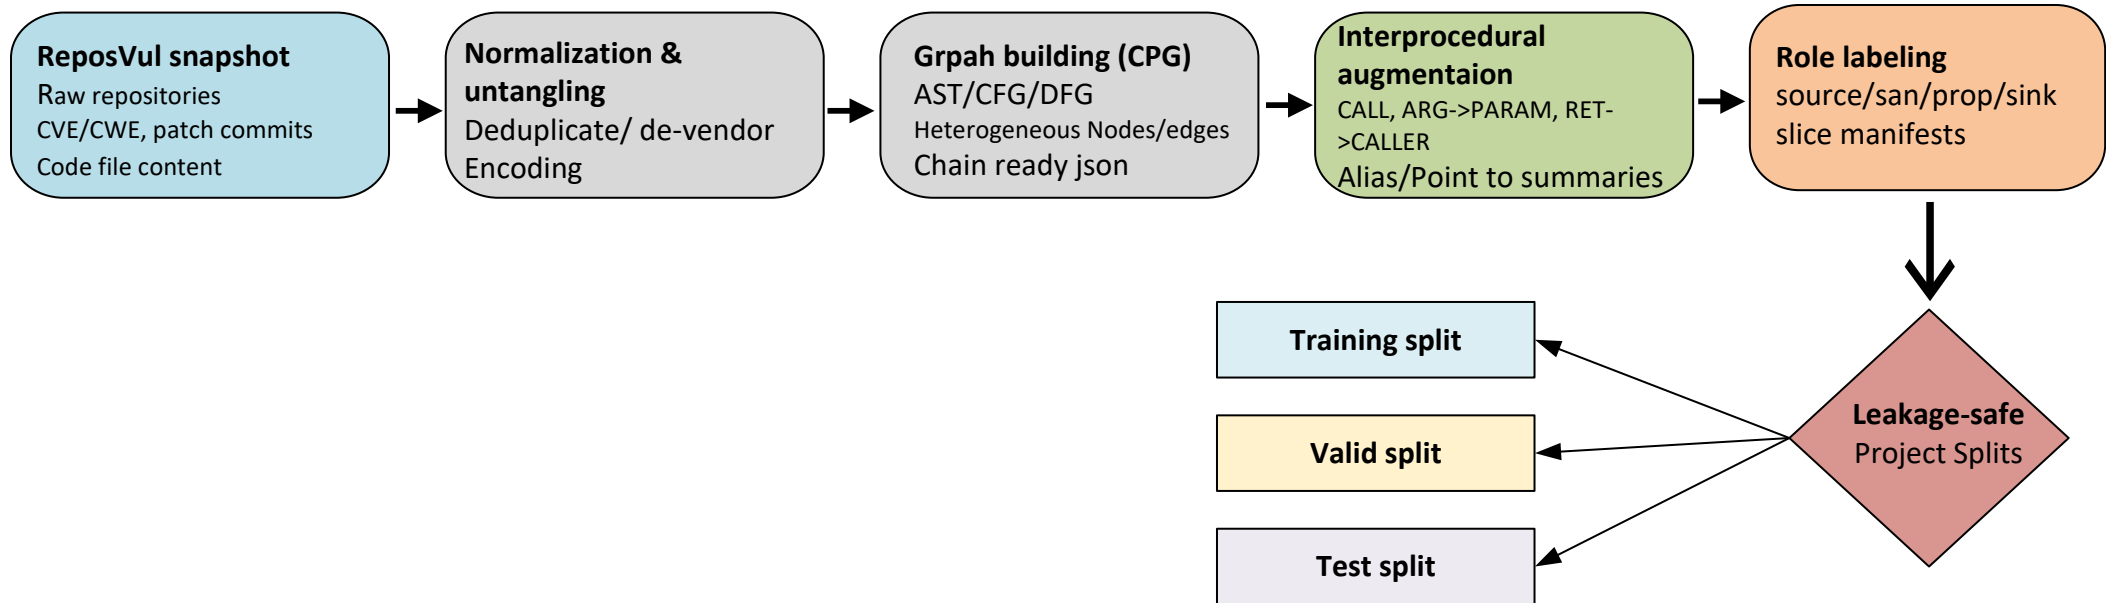 ReposVul snapshot
Raw repositories
CVE/CWE, patch commits
Code file content
Normalization &
untangling
Deduplicate/ de-vendor
Encoding
Grpah building (CPG)
AST/CFG/DFG
Heterogeneous Nodes/edges
Chain ready json
Interprocedural
augmentaion
CALL, ARG->PARAM, RET-
>CALLER
Alias/Point to summaries
Role labeling
source/san/prop/sink
slice manifests
Training split
Valid split
Test split
Leakage-safe
Project Splits